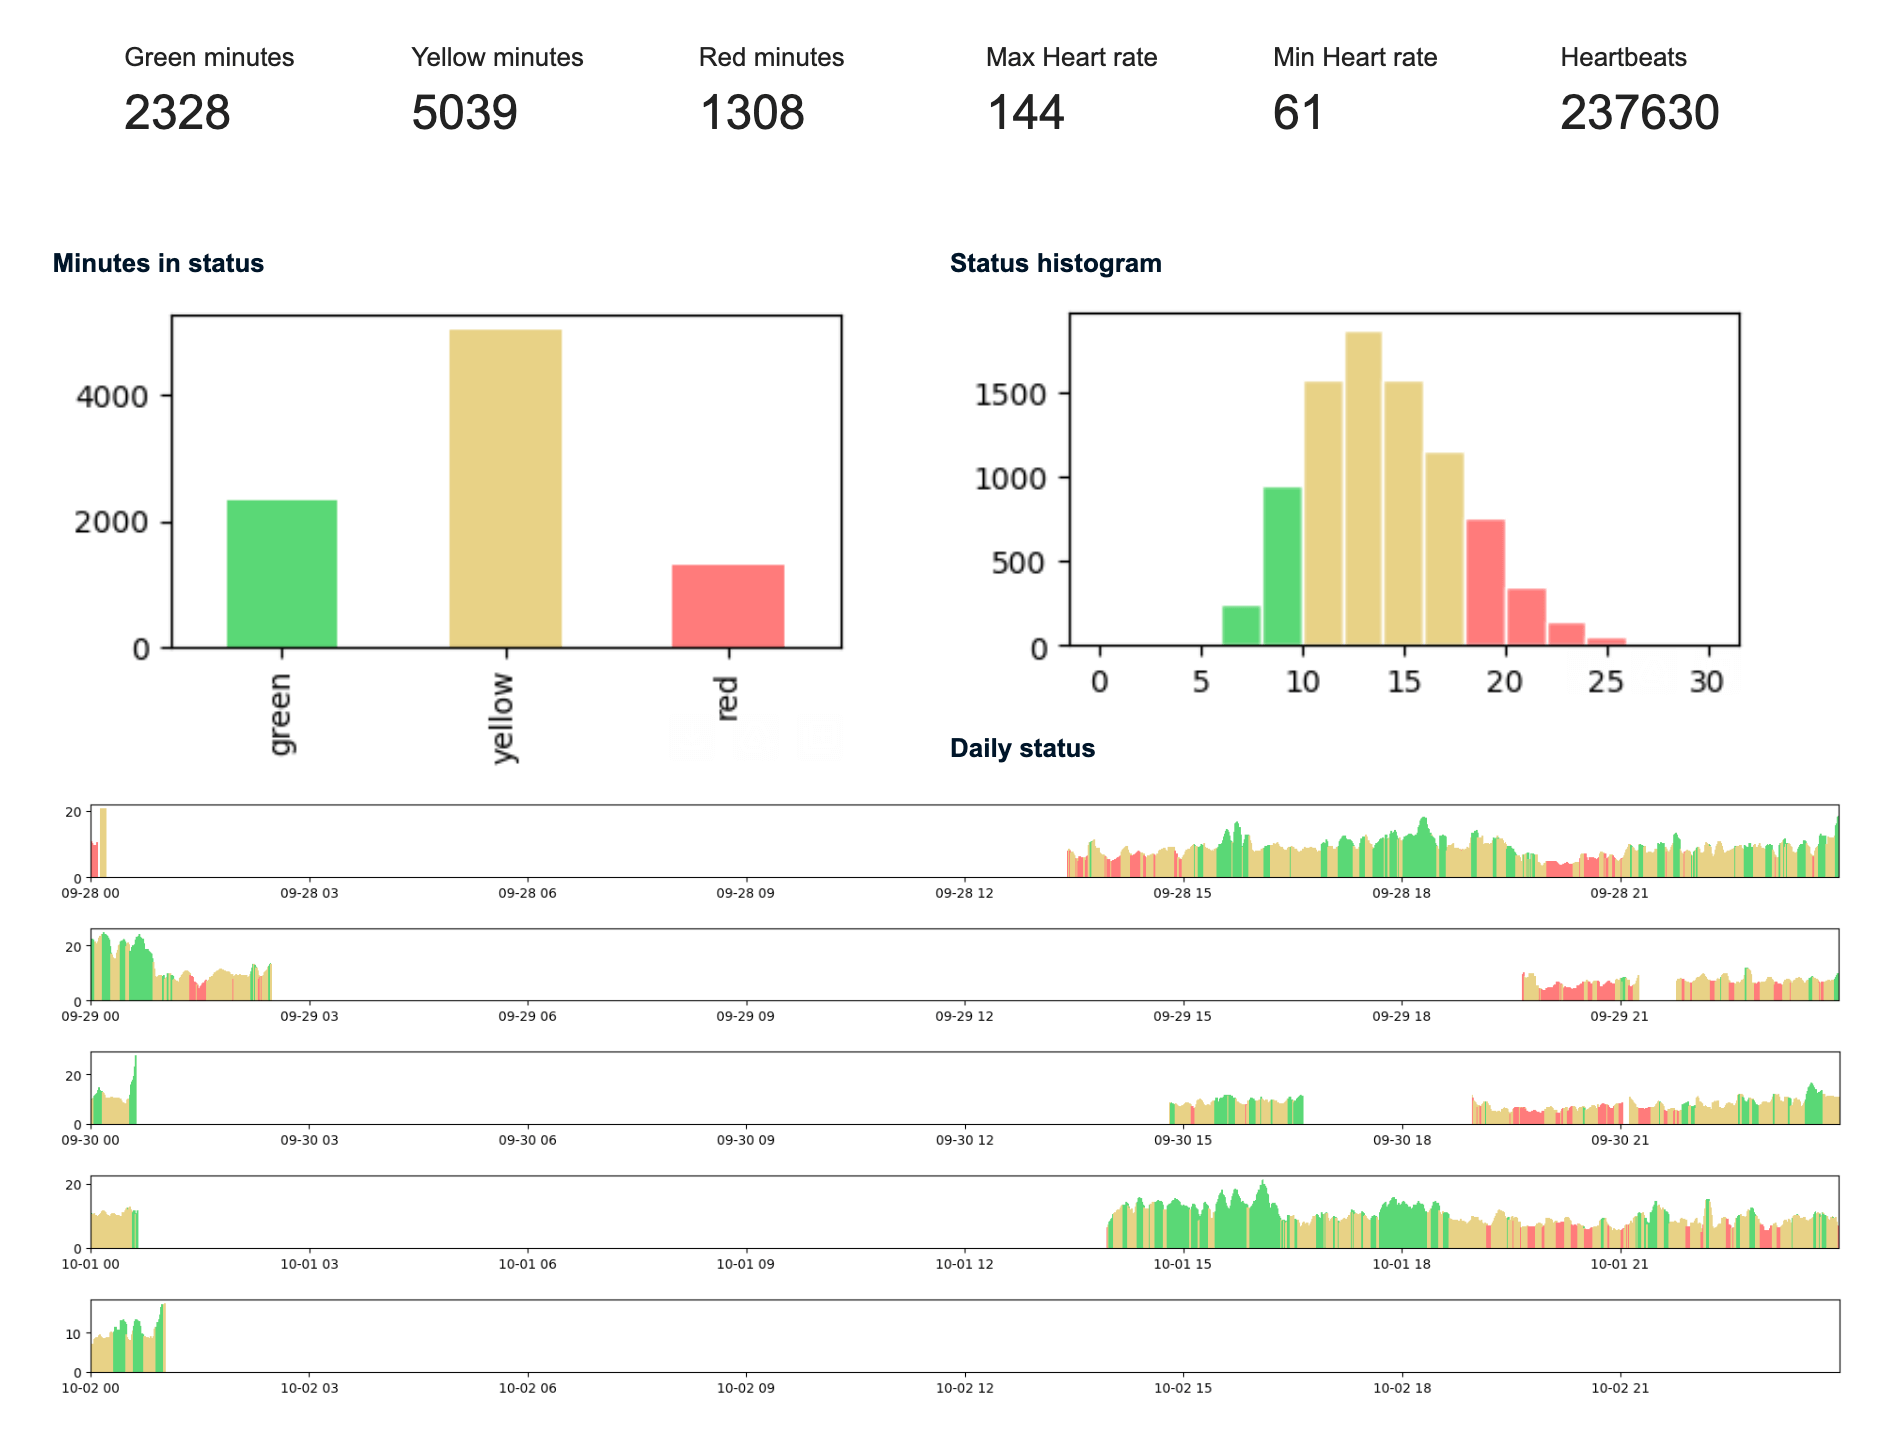 Green minutes Yellow minutes Red minutes Max Heart rate Min Heart rate Heartbeats
2328 5039 1308 144 61 237630
Minutes in status
4000
2000
0
green yellow red
Status histogram
1500
1000
500
0
0 5 10 15 20 25 30
Daily status
20
0
09-28 00 09-28 03 09-28 06 09-28 09 09-28 12 09-28 15 09-28 18 09-28 21
20
0
09-29 00 09-29 03 09-29 06 09-29 09 09-29 12 09-29 15 09-29 18 09-29 21
20
0
09-30 00 09-30 03 09-30 06 09-30 09 09-30 12 09-30 15 09-30 18 09-30 21
20
0
10-01 00 10-01 03 10-01 06 10-01 09 10-01 12 10-01 15 10-01 18 10-01 21
10
0
10-02 00 10-02 03 10-02 06 10-02 09 10-02 12 10-02 15 10-02 18 10-02 21